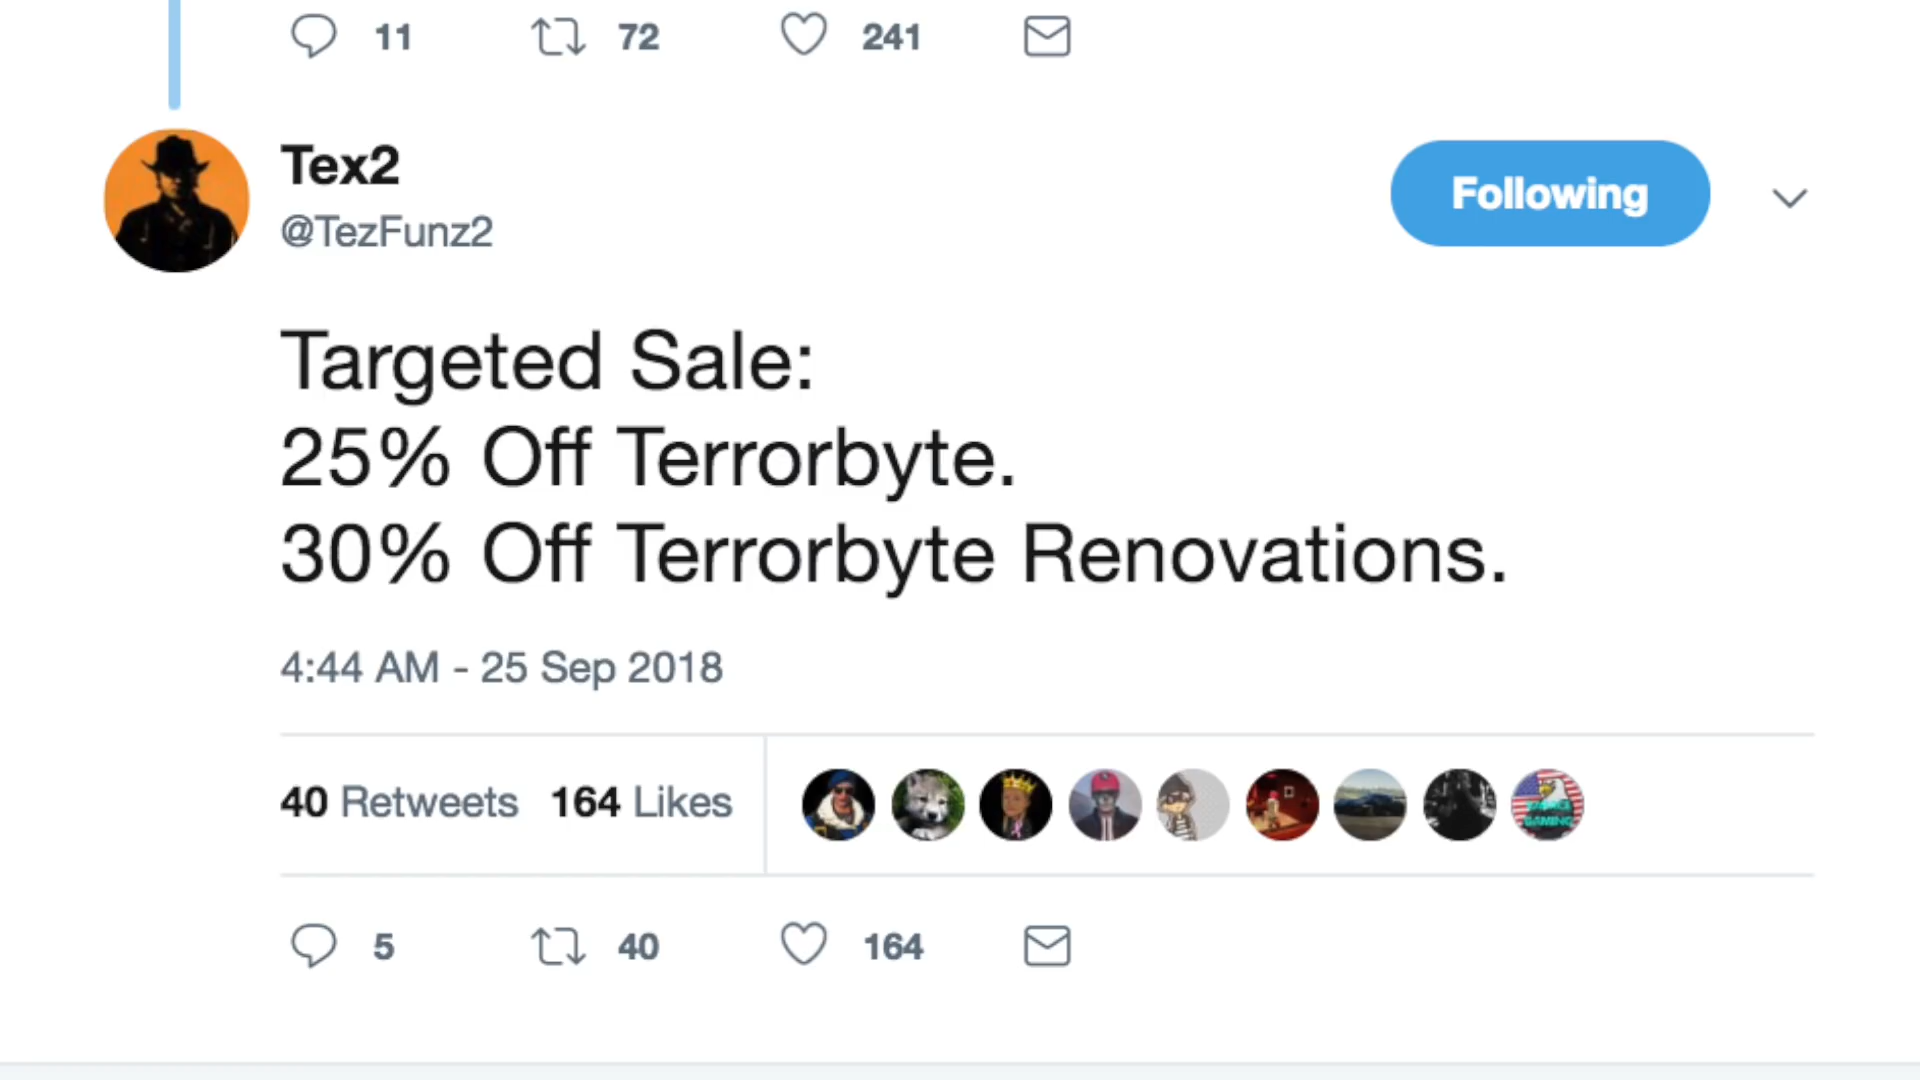 11 72 241
Tex2
@TezFunz2
Following
Targeted Sale:
25% Off Terrorbyte.
30% Off Terrorbyte Renovations.
4:44 AM - 25 Sep 2018
40 Retweets 164 Likes
GAMING
5 40 164